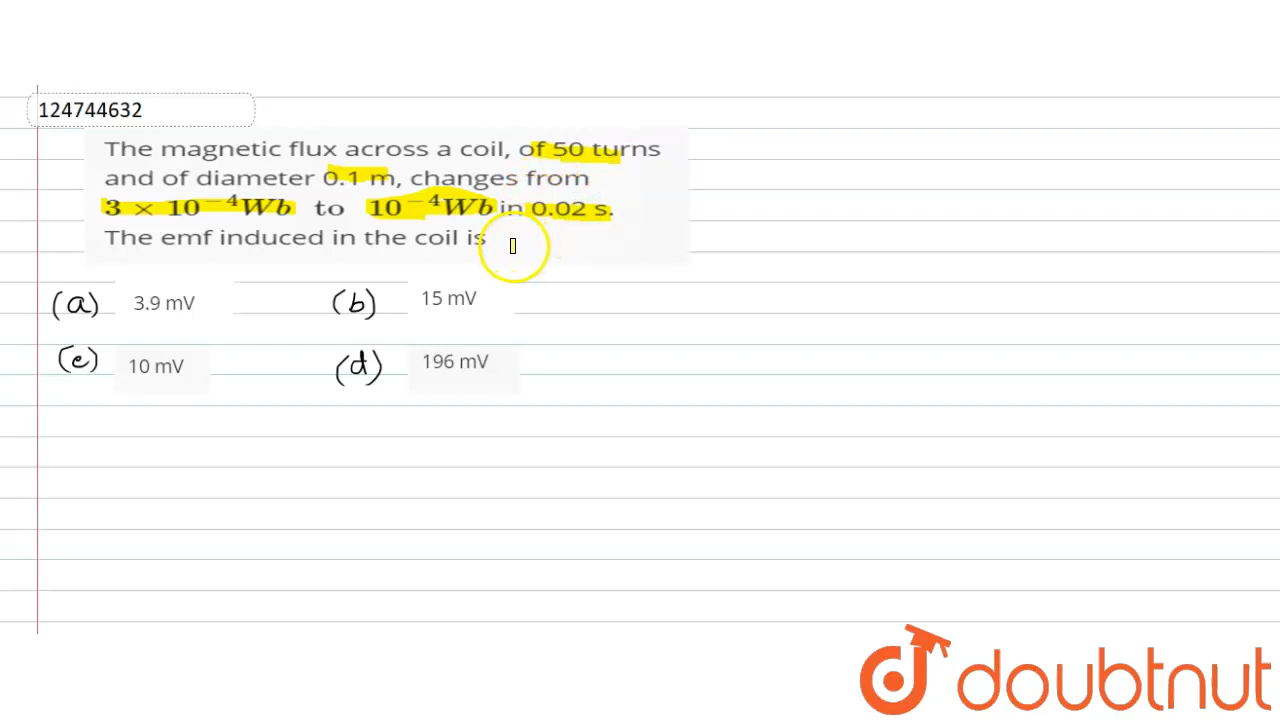 124744632
The magnetic flux across a coil, of 50 turns
and of diameter 0.1 m, changes from
3 × 10⁻⁴Wb to 10⁻⁴Wb in 0.02 s.
The emf induced in the coil is
(a) 3.9 mV (b) 15 mV
(c) 10 mV (d) 196 mV
doubtnut